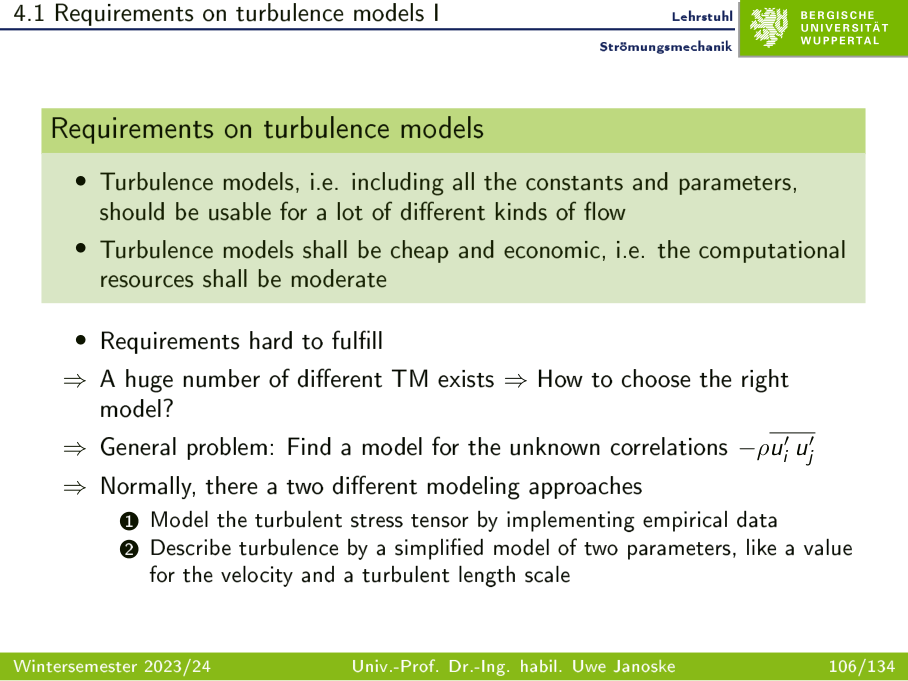 4.1 Requirements on turbulence models I
Lehrstuhl
Strömungsmechanik
BERGISCHE
UNIVERSITÄT
WUPPERTAL
Requirements on turbulence models
• Turbulence models, i.e. including all the constants and parameters,
should be usable for a lot of different kinds of flow
• Turbulence models shall be cheap and economic, i.e. the computational
resources shall be moderate
• Requirements hard to fulfill
⇒ A huge number of different TM exists ⇒ How to choose the right
model?
⇒ General problem: Find a model for the unknown correlations $-\rho\overline{u_i'\,u_j'}$
⇒ Normally, there a two different modeling approaches
1 Model the turbulent stress tensor by implementing empirical data
2 Describe turbulence by a simplified model of two parameters, like a value
for the velocity and a turbulent length scale
Wintersemester 2023/24 Univ.-Prof. Dr.-Ing. habil. Uwe Janoske 106/134